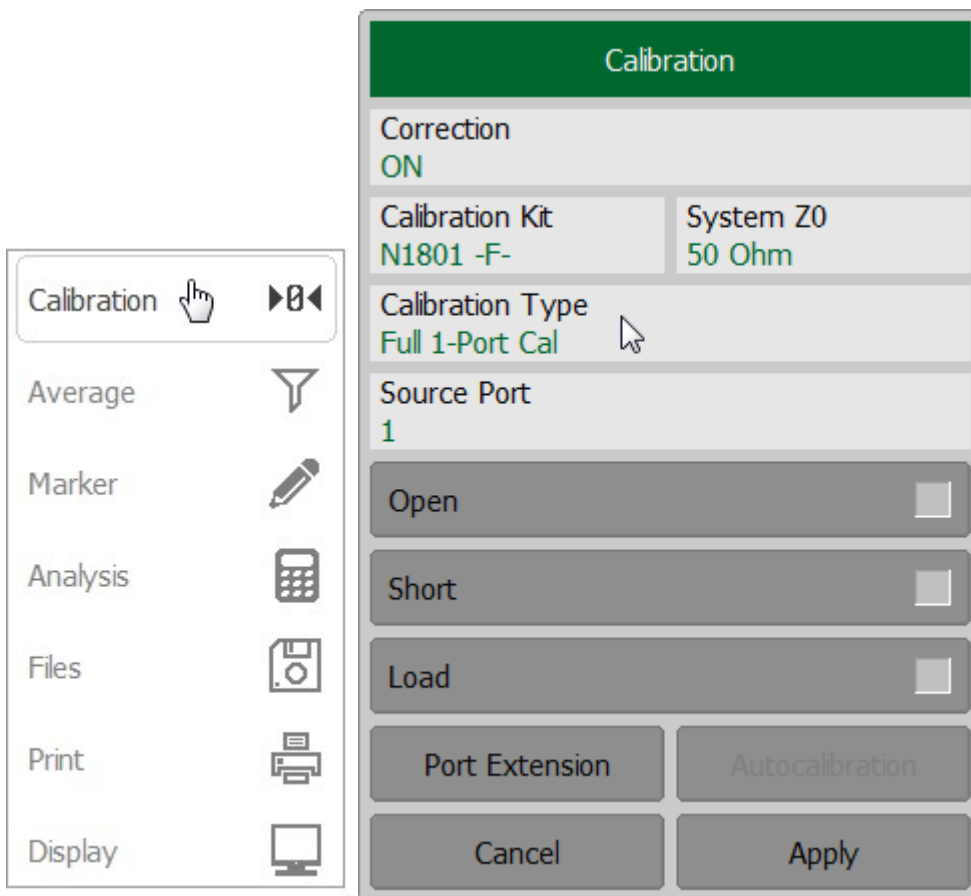 Calibration
Average
Marker
Analysis
Files
Print
Display
Calibration
Correction
ON
Calibration Kit
N1801 -F-
System Z0
50 Ohm
Calibration Type
Full 1-Port Cal
Source Port
1
Open
Short
Load
Port Extension
Autocalibration
Cancel
Apply